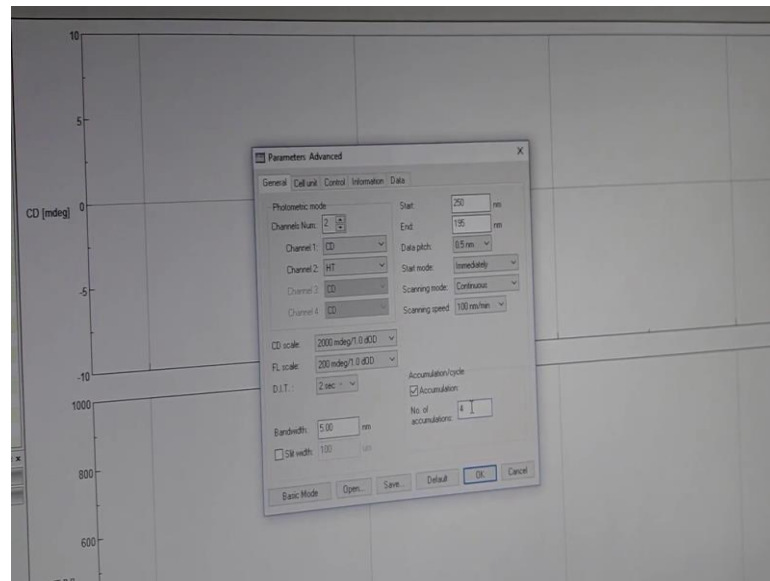 10
5
CD [mdeg] 0
-5
-10
1000
800
600
Parameters Advanced X
General Cell unit Control Information Data
Photometric mode
Channels Num: 2
Channel 1: CD
Channel 2: HT
Channel 3: CD
Channel 4: CD
Start: 250 nm
End: 195 nm
Data pitch: 0.5 nm
Start mode: Immediately
Scanning mode: Continuous
Scanning speed 100 nm/min
CD scale: 2000 mdeg/1.0 dOD
FL scale: 200 mdeg/1.0 dOD
D.I.T. : 2 sec
Bandwidth: 5.00 nm
Slit width: 100 um
Accumulation/cycle
Accumulation:
No. of
accumulations: 4
Basic Mode Open... Save... Default OK Cancel